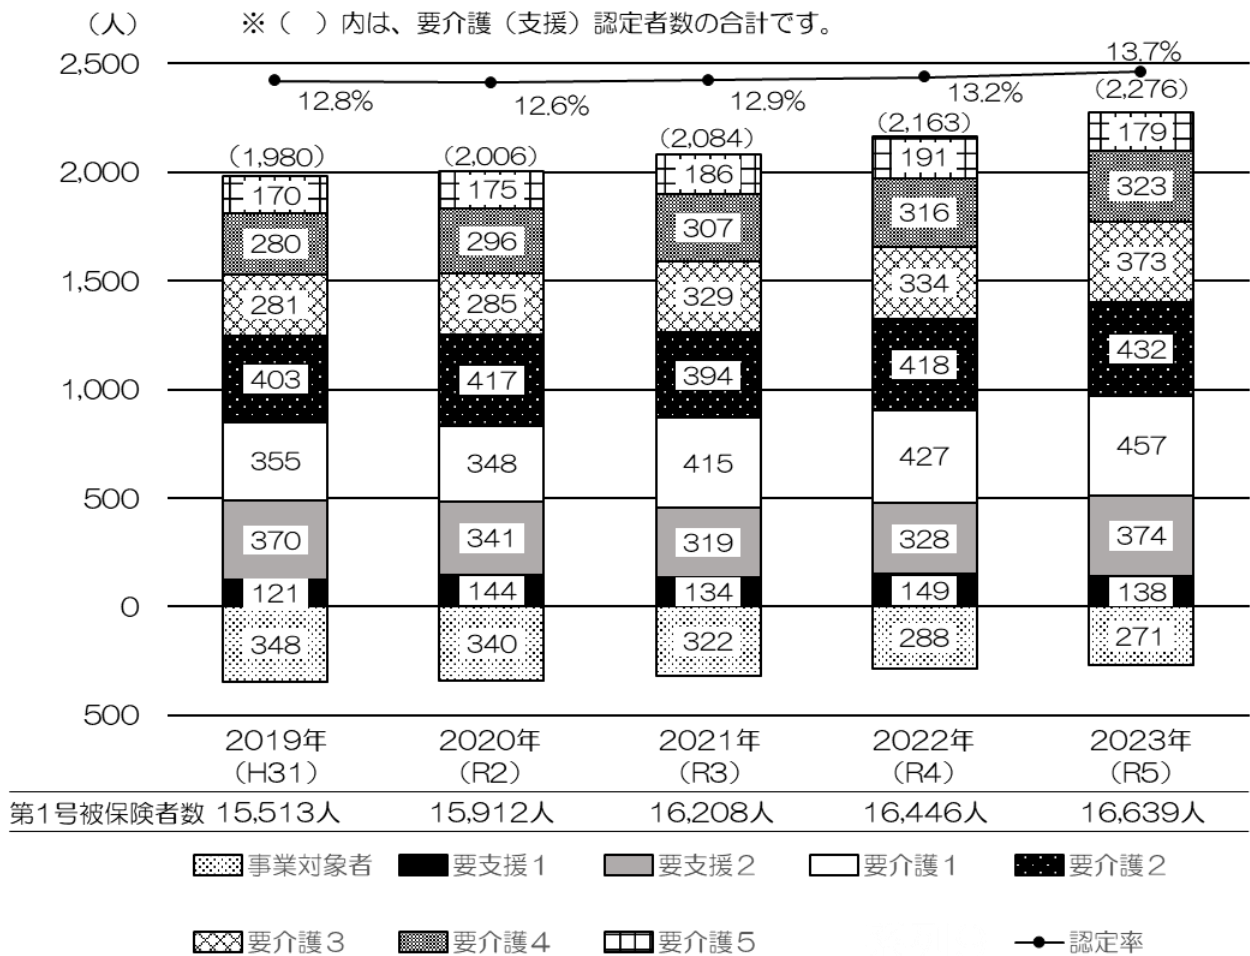 （人） ※（　）内は、要介護（支援）認定者数の合計です。
13.7%
2,500
12.8% 12.6% 12.9% 13.2% （2,276）
（1,980） （2,006） （2,084） （2,163）
2,000
170 175 186 191 179
280 296 307 316 323
1,500
281 285 329 334 373
403 417 394 418 432
1,000
355 348 415 427 457
500
370 341 319 328 374
121 144 134 149 138
0
348 340 322 288 271
500
2019年 2020年 2021年 2022年 2023年
（H31） （R2） （R3） （R4） （R5）
第1号被保険者数 15,513人 15,912人 16,208人 16,446人 16,639人
事業対象者 要支援1 要支援2 要介護1 要介護2
要介護3 要介護4 要介護5 認定率